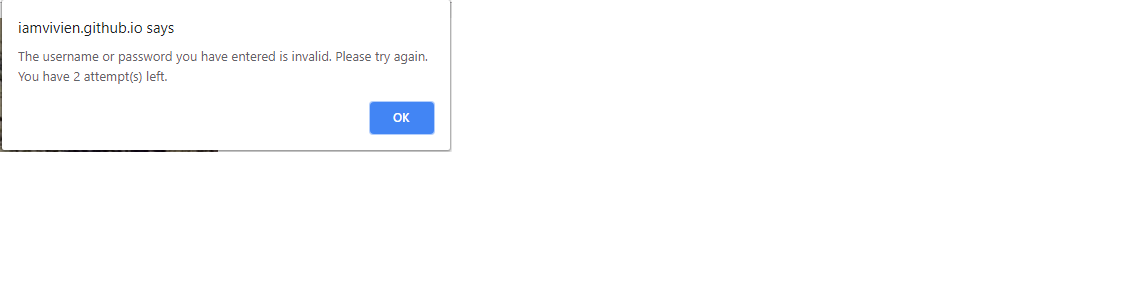 iamvivien.github.io says
The username or password you have entered is invalid. Please try again.
You have 2 attempt(s) left.
OK